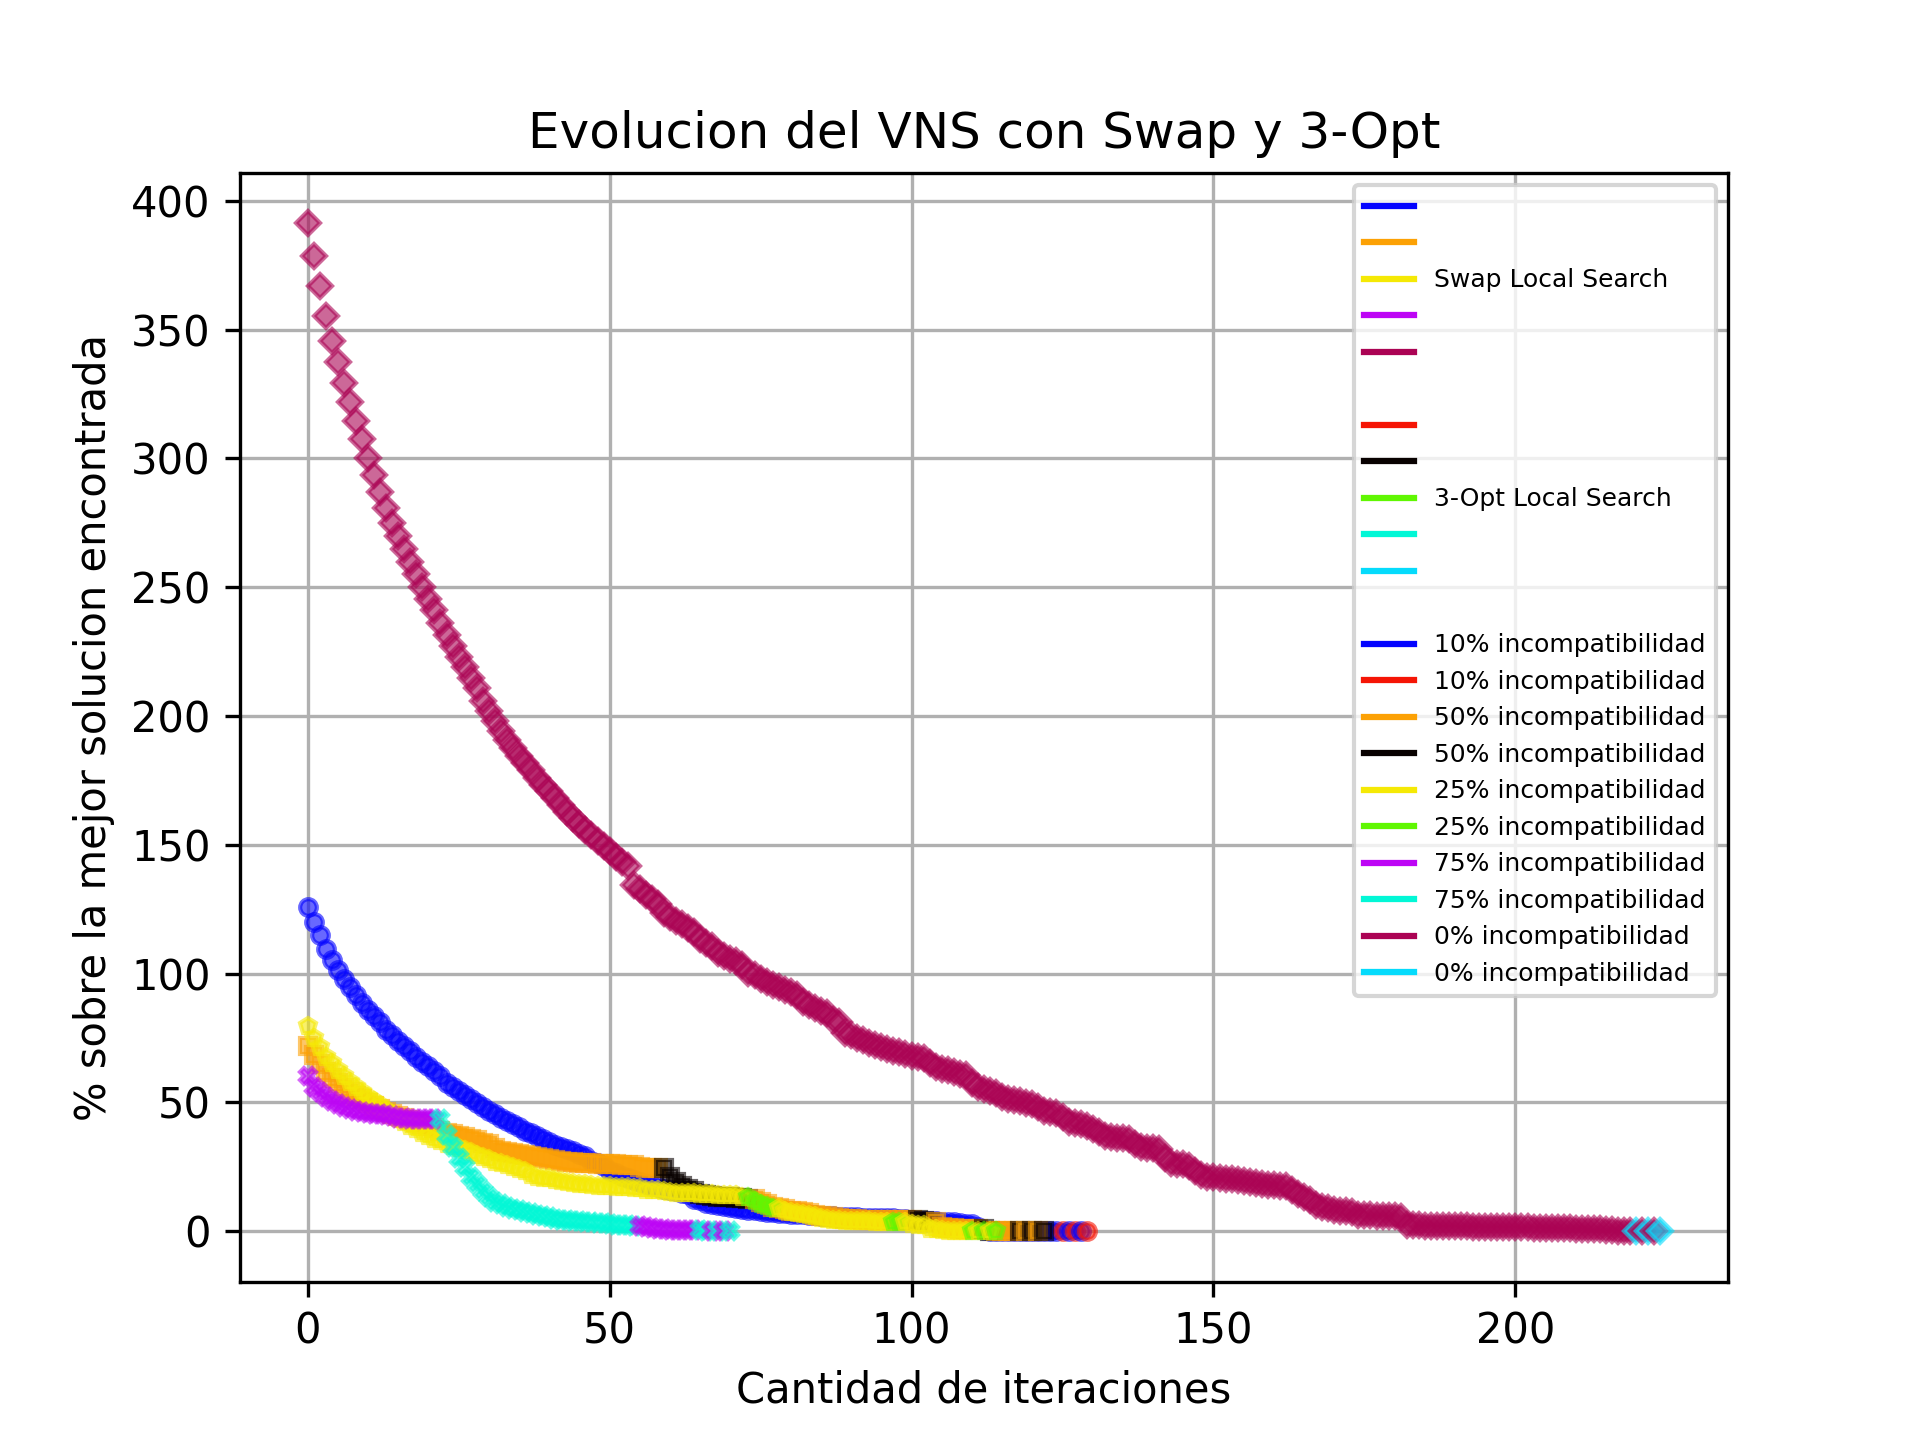 Evolucion del VNS con Swap y 3-Opt
% sobre la mejor solucion encontrada
400
350
300
250
200
150
100
50
0
Swap Local Search
3-Opt Local Search
10% incompatibilidad
10% incompatibilidad
50% incompatibilidad
50% incompatibilidad
25% incompatibilidad
25% incompatibilidad
75% incompatibilidad
75% incompatibilidad
0% incompatibilidad
0% incompatibilidad
0 50 100 150 200
Cantidad de iteraciones